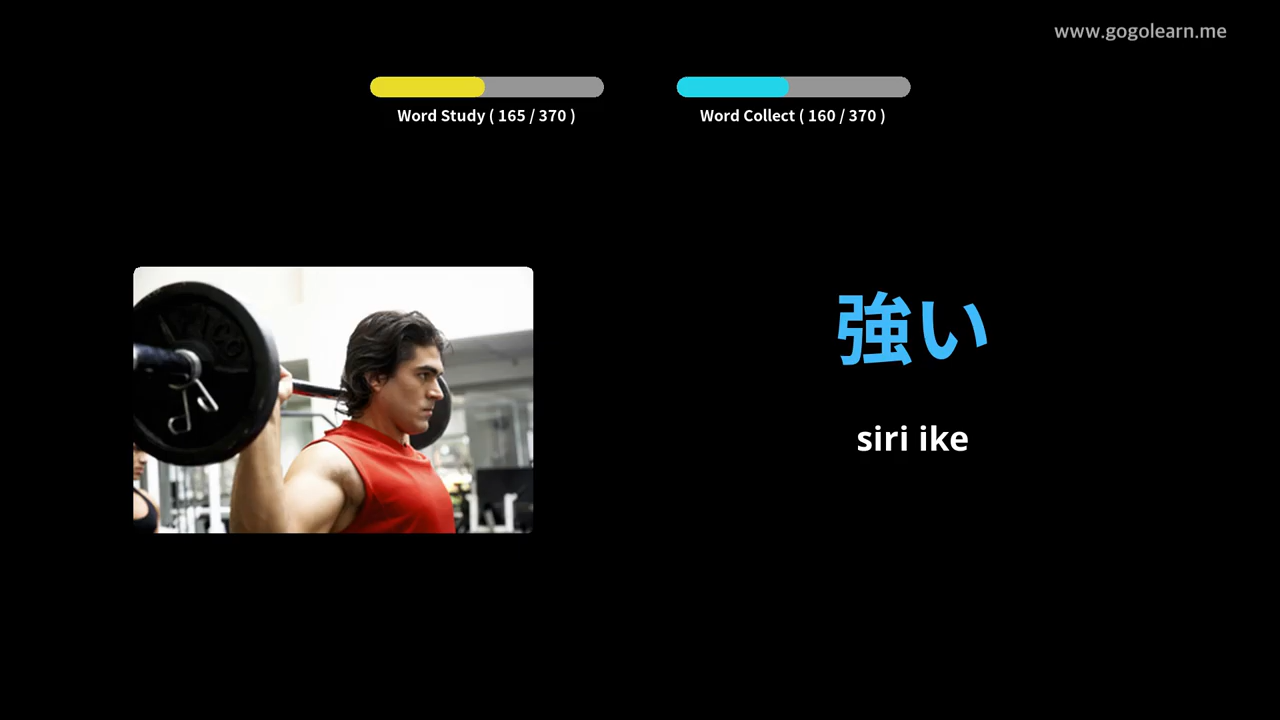 www.gogolearn.me
Word Study ( 165 / 370 )
Word Collect ( 160 / 370 )
強い
siri ike